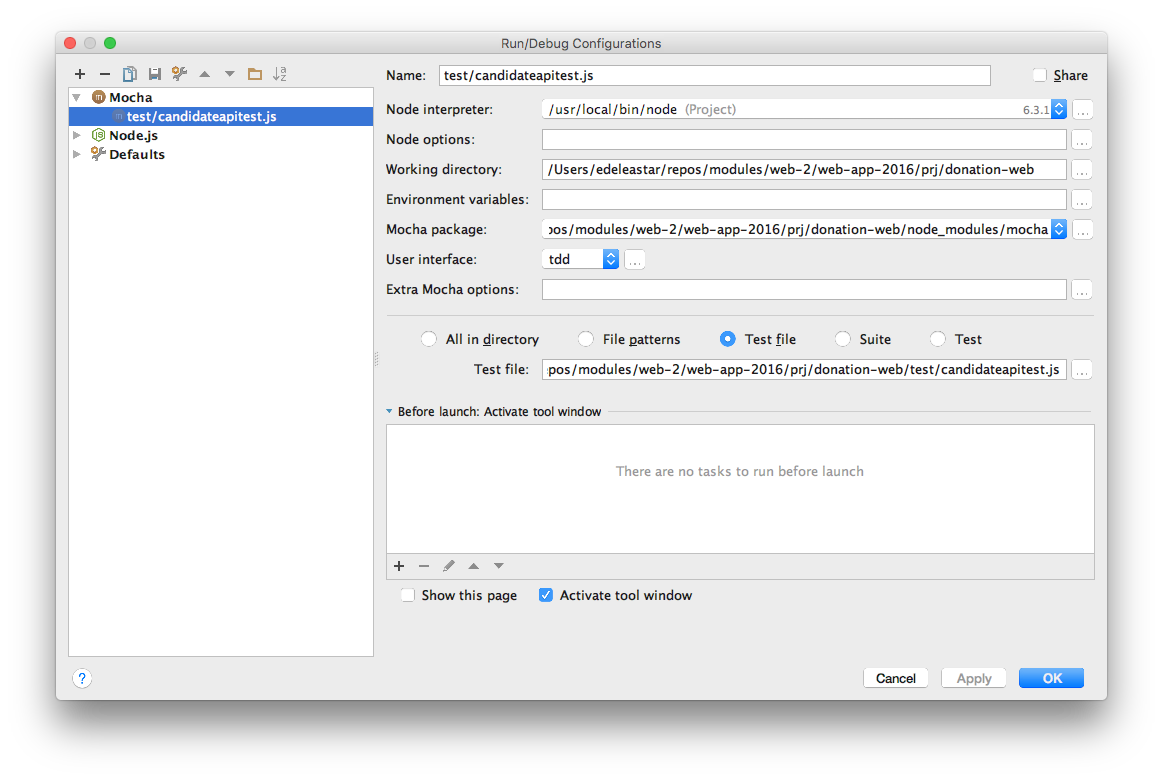 Run/Debug Configurations
Name: test/candidateapitest.js Share
Mocha
test/candidateapitest.js
Node.js
Defaults
Node interpreter: /usr/local/bin/node (Project) 6.3.1 ...
Node options: ...
Working directory: /Users/edeleastar/repos/modules/web-2/web-app-2016/prj/donation-web ...
Environment variables: ...
Mocha package: pos/modules/web-2/web-app-2016/prj/donation-web/node_modules/mocha ...
User interface: tdd ...
Extra Mocha options: ...
All in directory File patterns Test file Suite Test
Test file: epos/modules/web-2/web-app-2016/prj/donation-web/test/candidateapitest.js ...
Before launch: Activate tool window
There are no tasks to run before launch
Show this page Activate tool window
? Cancel Apply OK